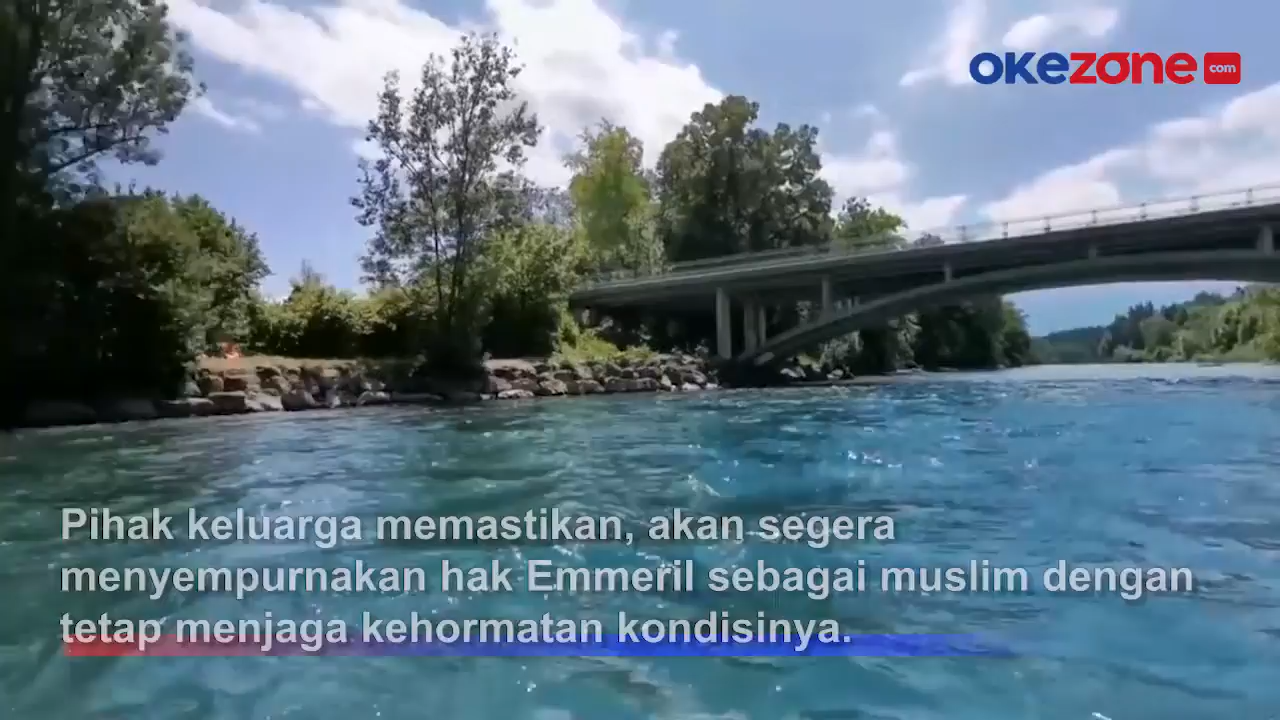 okezone.com
Pihak keluarga memastikan, akan segera
menyempurnakan hak Emmeril sebagai muslim dengan
tetap menjaga kehormatan kondisinya.